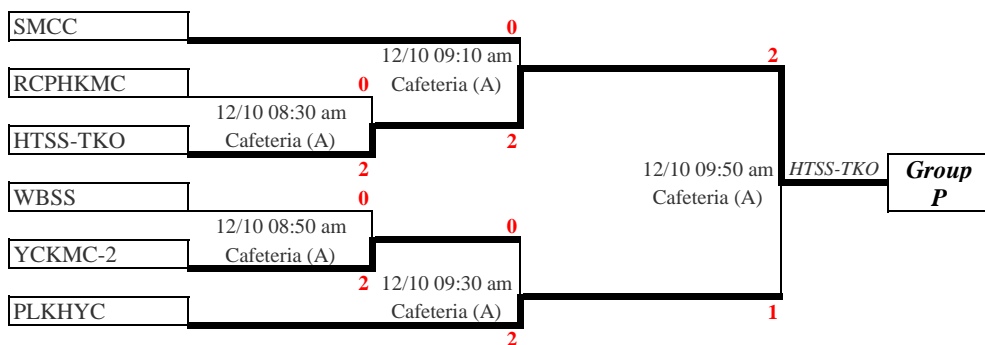 SMCC
0
12/10 09:10 am
2
RCPHKMC
0
Cafeteria (A)
12/10 08:30 am
HTSS-TKO
Cafeteria (A)
2
2
12/10 09:50 am
HTSS-TKO
Group
P
WBSS
0
Cafeteria (A)
12/10 08:50 am
0
YCKMC-2
Cafeteria (A)
2
12/10 09:30 am
PLKHYC
Cafeteria (A)
1
2